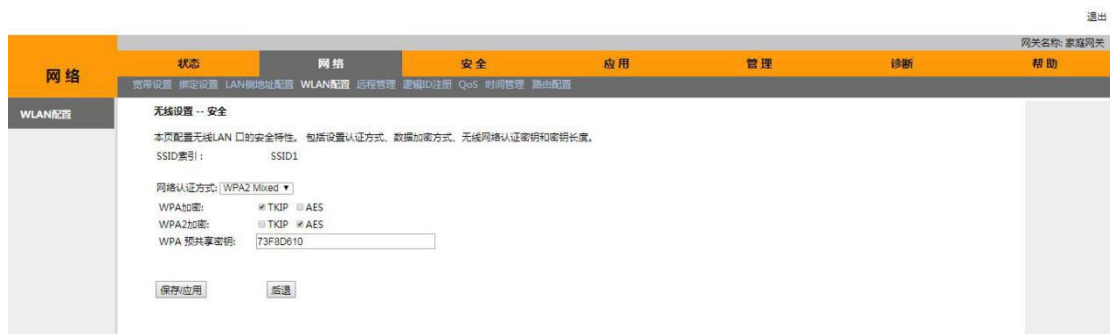 退出
网关名称: 家庭网关
网络
状态 网络 安全 应用 管理 诊断 帮助
宽带设置 绑定设置 LAN侧地址配置 WLAN配置 远程管理 逻辑ID注册 QoS 时间管理 路由配置
WLAN配置
无线设置 -- 安全
本页配置无线LAN 口的安全特性。 包括设置认证方式、数据加密方式、无线网络认证密钥和密钥长度。
SSID索引: SSID1
网络认证方式: WPA2 Mixed
WPA加密: TKIP AES
WPA2加密: TKIP AES
WPA 预共享密钥: 73F8D610
保存/应用 后退